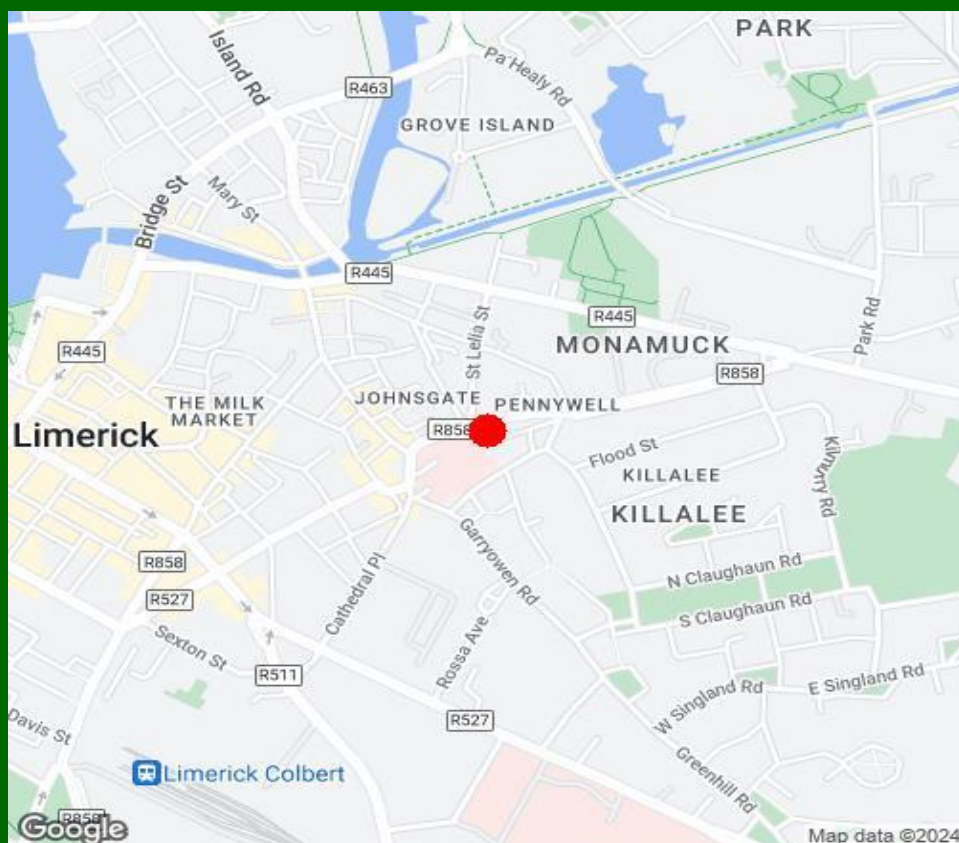 PARK
Island Rd
Pa Healy Rd
R463
GROVE ISLAND
Mary St
Bridge St
R445
R445
St Lelia St
Park Rd
R445
MONAMUCK
R858
THE MILK
MARKET
JOHNSGATE
PENNYWELL
Limerick
R858
Flood St
Kilmurry Rd
KILLALEE
KILLALEE
Garryowen Rd
R858
N Claughaun Rd
R527
Cathedral Pl
S Claughaun Rd
Sexton St
Rossa Ave
R511
E Singland Rd
W Singland Rd
R527
Davis St
Limerick Colbert
Greenhill Rd
R858
Google
Map data ©2024